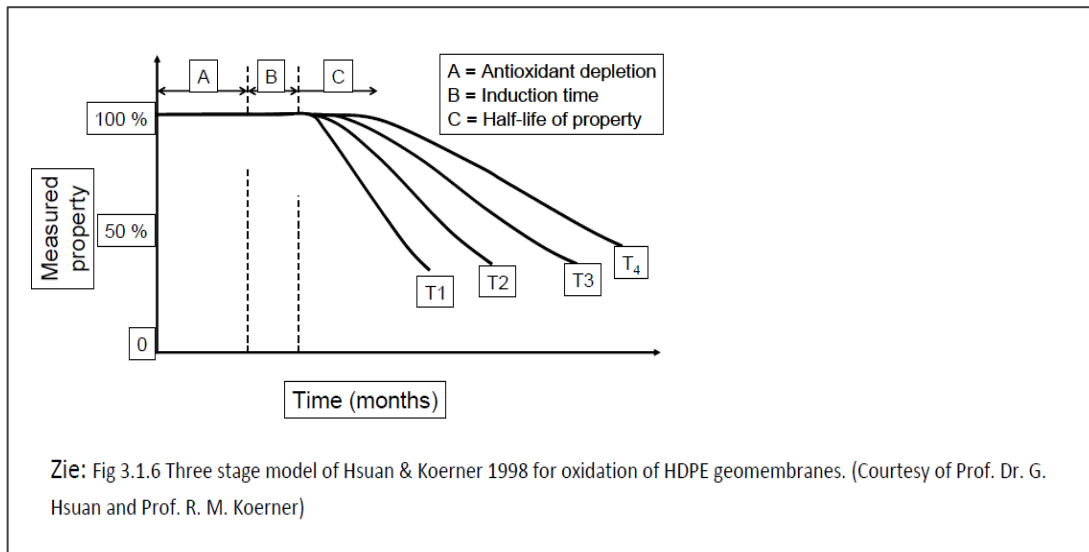 A
B
C
A = Antioxidant depletion
B = Induction time
C = Half-life of property
100 %
Measured
property
50 %
0
T1
T2
T3
T4
Time (months)
Zie: Fig 3.1.6 Three stage model of Hsuan & Koerner 1998 for oxidation of HDPE geomembranes. (Courtesy of Prof. Dr. G.
Hsuan and Prof. R. M. Koerner)